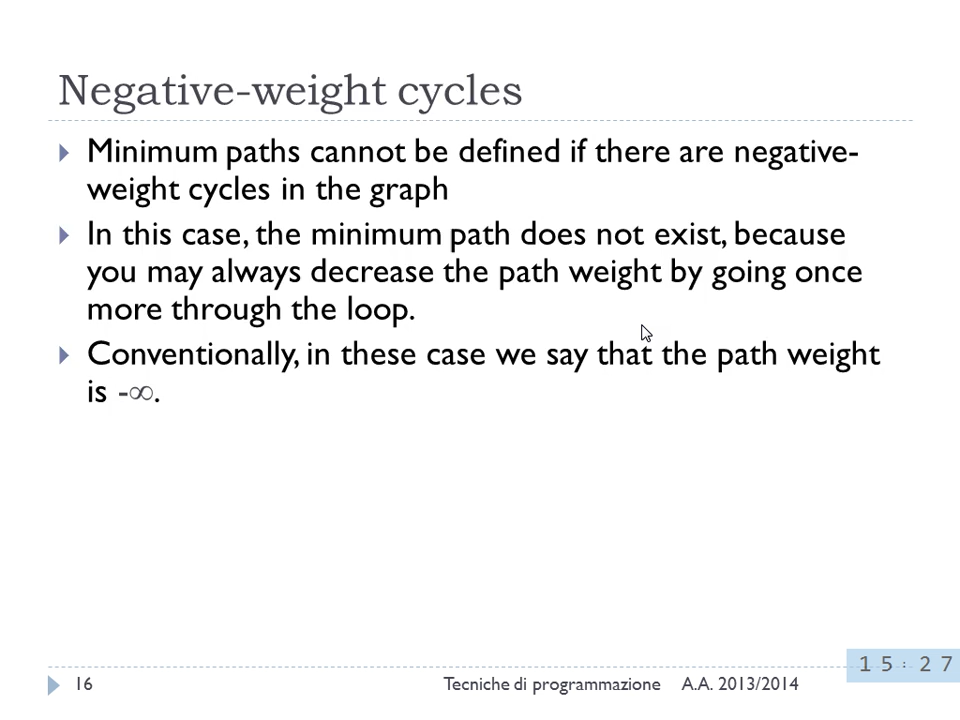 Negative-weight cycles
Minimum paths cannot be defined if there are negative-
weight cycles in the graph
In this case, the minimum path does not exist, because
you may always decrease the path weight by going once
more through the loop.
Conventionally, in these case we say that the path weight
is -∞.
16
Tecniche di programmazione A.A. 2013/2014
15:27